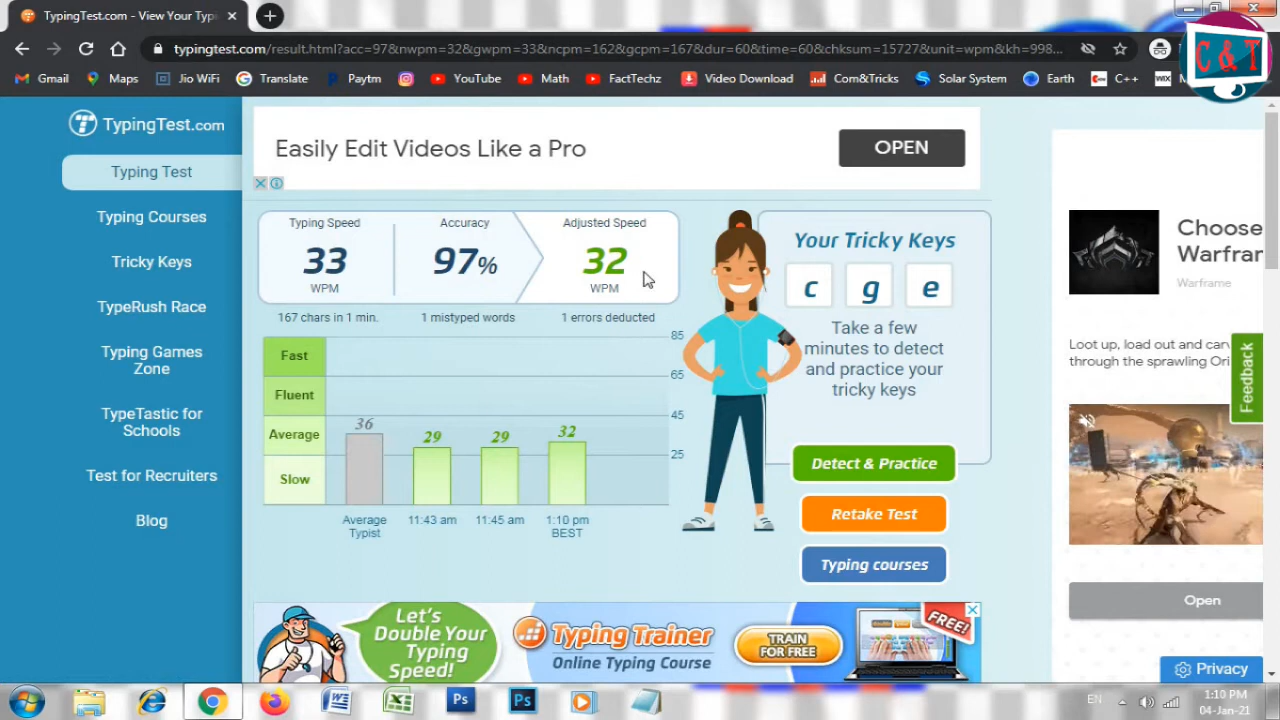 TypingTest.com - View Your Typi
typingtest.com/result.html?acc=97&nwpm=32&gwpm=33&ncpm=162&gcpm=167&dur=60&time=60&chksum=15727&unit=wpm&kh=998...
Gmail
Maps
Jio WiFi
Translate
Paytm
YouTube
Math
FactTechz
Video Download
Com&Tricks
Solar System
Earth
C++
WIX
C & T
TypingTest.com
Typing Test
Typing Courses
Tricky Keys
TypeRush Race
Typing Games
Zone
TypeTastic for
Schools
Test for Recruiters
Blog
Easily Edit Videos Like a Pro
OPEN
Typing Speed
33
WPM
167 chars in 1 min.
Accuracy
97%
1 mistyped words
Adjusted Speed
32
WPM
1 errors deducted
85
65
45
25
Fast
Fluent
Average
Slow
36
29
29
32
Average
Typist
11:43 am
11:45 am
1:10 pm
BEST
Your Tricky Keys
c g e
Take a few
minutes to detect
and practice your
tricky keys
Detect & Practice
Retake Test
Typing courses
Let's
Double Your
Typing
Speed!
Typing Trainer
Online Typing Course
TRAIN
FOR FREE
FREE!
Choose
Warfram
Warframe
Loot up, load out and carv
through the sprawling Ori
Open
Feedback
Privacy
EN
1:10 PM
04-Jan-21